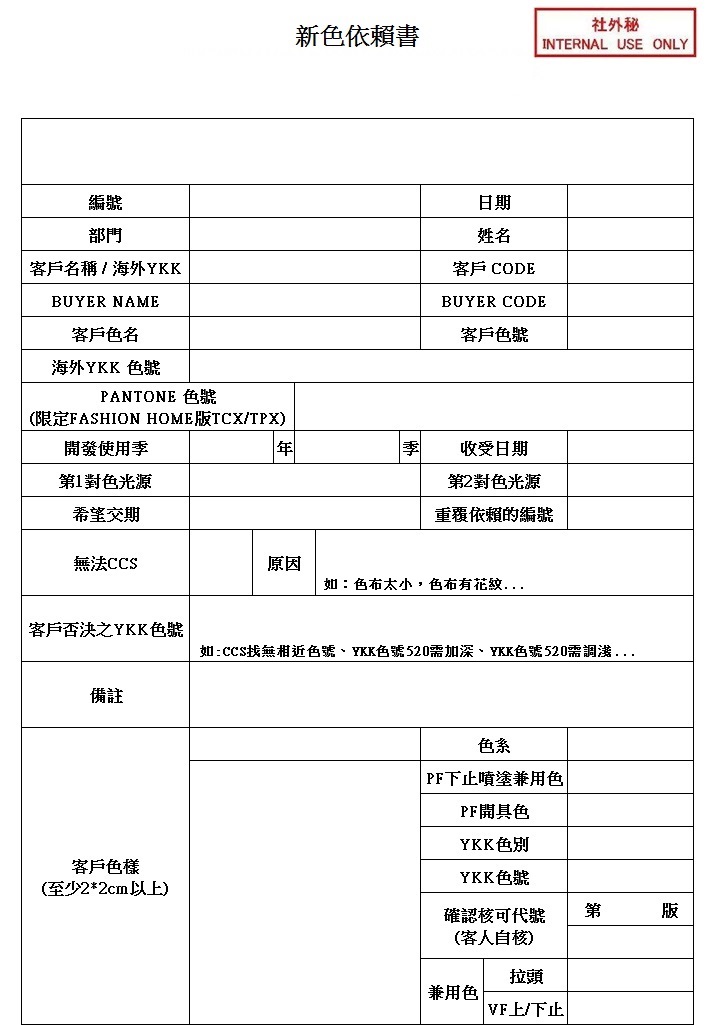 新色依賴書
社外秘
INTERNAL USE ONLY
編號 日期
部門 姓名
客戶名稱 / 海外YKK 客戶 CODE
BUYER NAME BUYER CODE
客戶色名 客戶色號
海外YKK 色號
PANTONE 色號
(限定FASHION HOME版TCX/TPX)
開發使用季 年 季 收受日期
第1對色光源 第2對色光源
希望交期 重覆依賴的編號
無法CCS 原因
如：色布太小，色布有花紋...
客戶否決之YKK色號
如:CCS找無相近色號、YKK色號520需加深、YKK色號520需調淺...
備註
客戶色樣
(至少2*2cm以上)
色系
PF下止噴塗兼用色
PF開具色
YKK色別
YKK色號
確認核可代號
(客人自核)
第 版
兼用色
拉頭
VF上/下止